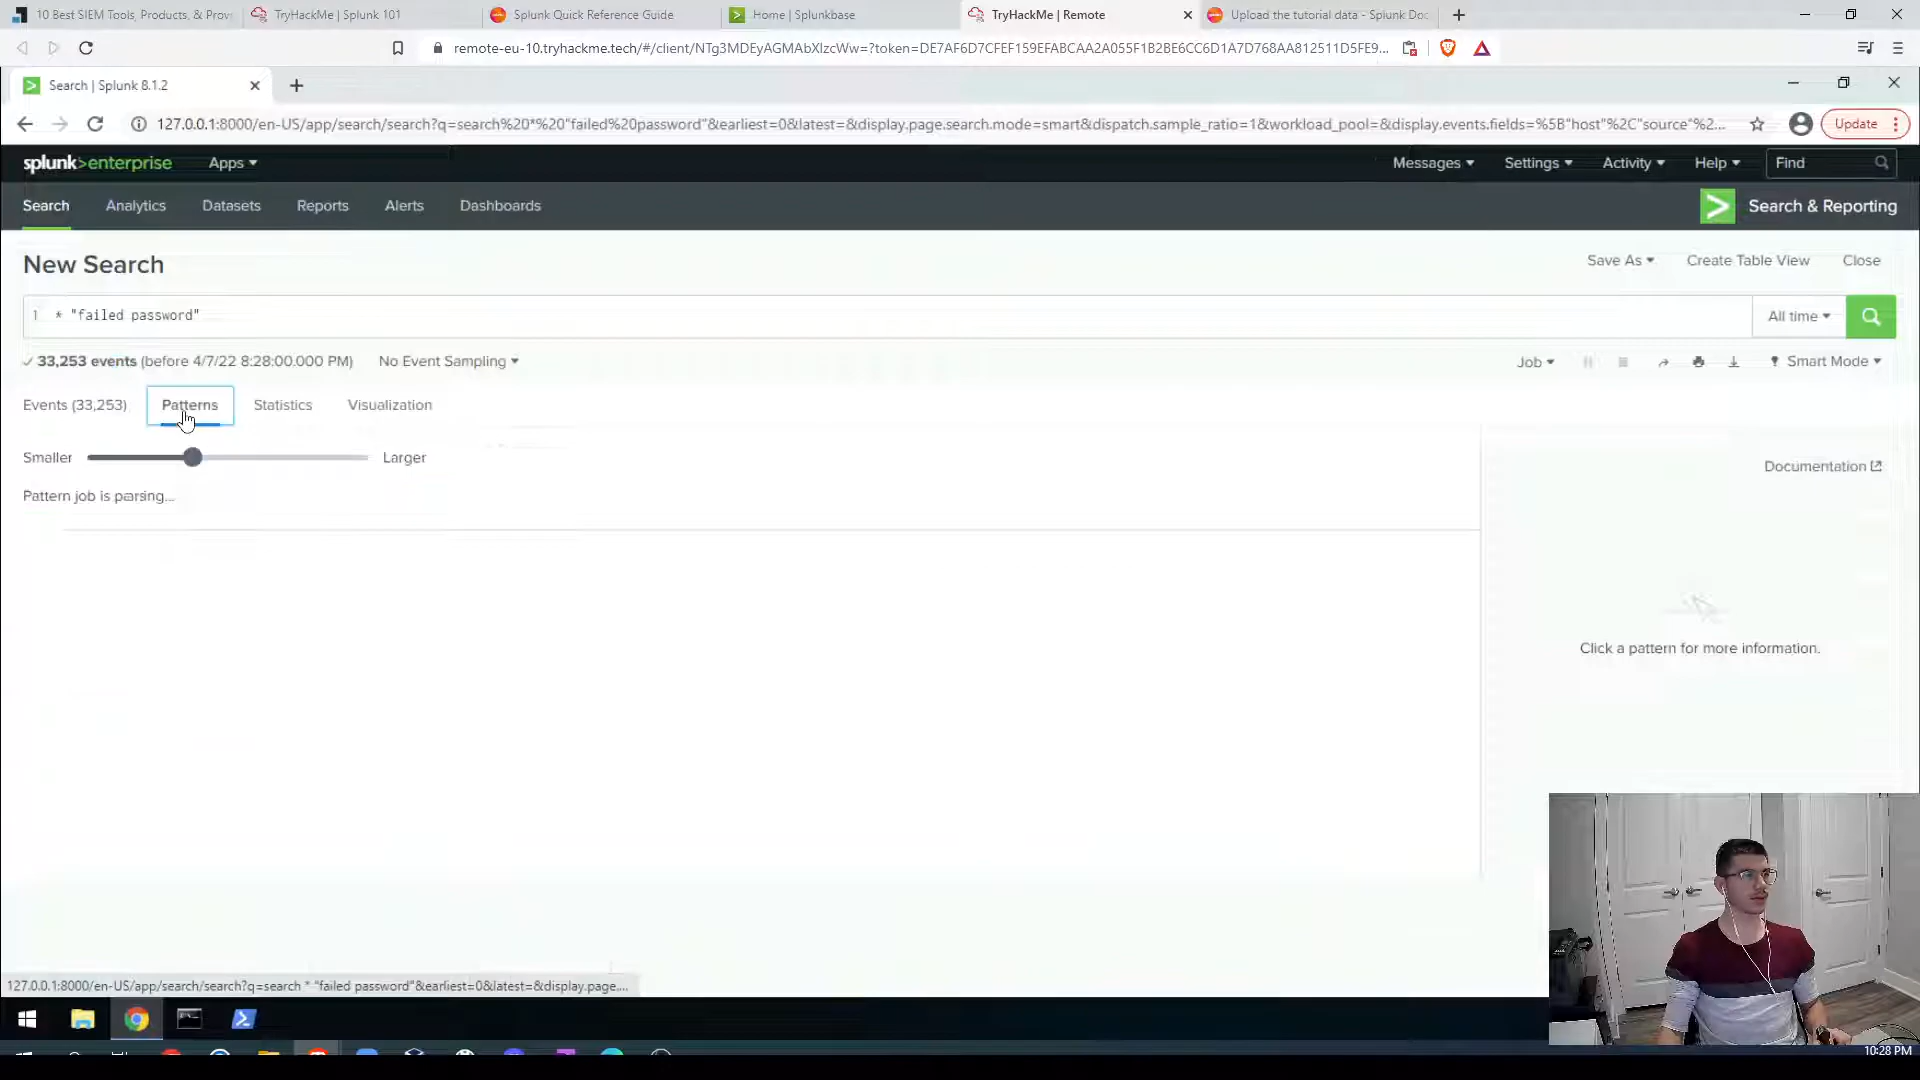 10 Best SIEM Tools, Products, & Prov
TryHackMe | Splunk 101
Splunk Quick Reference Guide
Home | Splunkbase
TryHackMe | Remote
Upload the tutorial data - Splunk Doc
remote-eu-10.tryhackme.tech/#/client/NTg3MDEyAGMAbXlzcWw=?token=DE7AF6D7CFEF159EFABCAA2A055F1B2BE6CC6D1A7D768AA812511D5FE9...
Search | Splunk 8.1.2
127.0.0.1:8000/en-US/app/search/search?q=search%20*%20"failed%20password"&earliest=0&latest=&display.page.search.mode=smart&dispatch.sample_ratio=1&workload_pool=&display.events.fields=%5B"host"%2C"source"%2...
Update
splunk>enterprise
Apps
Messages
Settings
Activity
Help
Find
Search
Analytics
Datasets
Reports
Alerts
Dashboards
Search & Reporting
New Search
Save As
Create Table View
Close
1 * "failed password"
All time
33,253 events (before 4/7/22 8:28:00.000 PM)
No Event Sampling
Job
Smart Mode
Events (33,253)
Patterns
Statistics
Visualization
Smaller
Larger
Documentation
Pattern job is parsing...
Click a pattern for more information.
127.0.0.1:8000/en-US/app/search/search?q=search * "failed password"&earliest=0&latest=&display.page....
10:28 PM